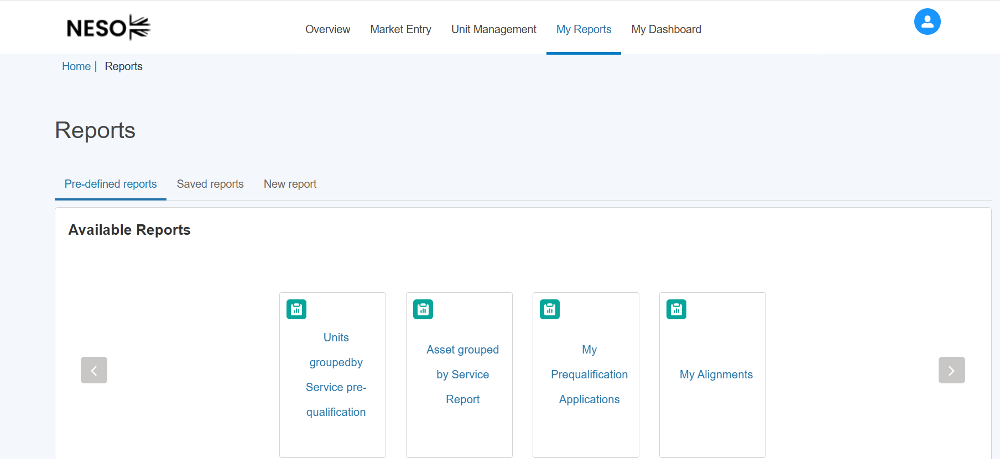 NESO
Overview Market Entry Unit Management My Reports My Dashboard
Home | Reports
Reports
Pre-defined reports Saved reports New report
Available Reports
Units
groupedby
Service pre-
qualification
Asset grouped
by Service
Report
My
Prequalification
Applications
My Alignments